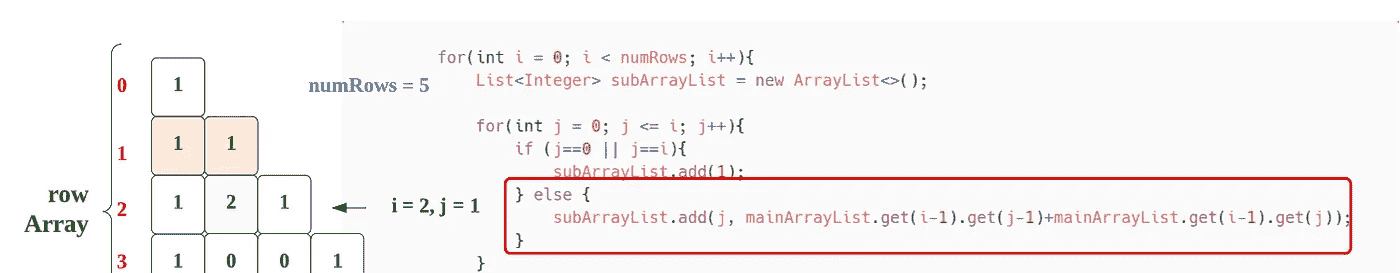 for(int i = 0; i < numRows; i++){
0 1 numRows = 5 List<Integer> subArrayList = new ArrayList<>();
for(int j = 0; j <= i; j++){
1 1 1 if (j==0 || j==i){
subArrayList.add(1);
row } else {
2 1 2 1 i = 2, j = 1
Array subArrayList.add(j, mainArrayList.get(i-1).get(j-1)+mainArrayList.get(i-1).get(j));
}
3 1 0 0 1 }